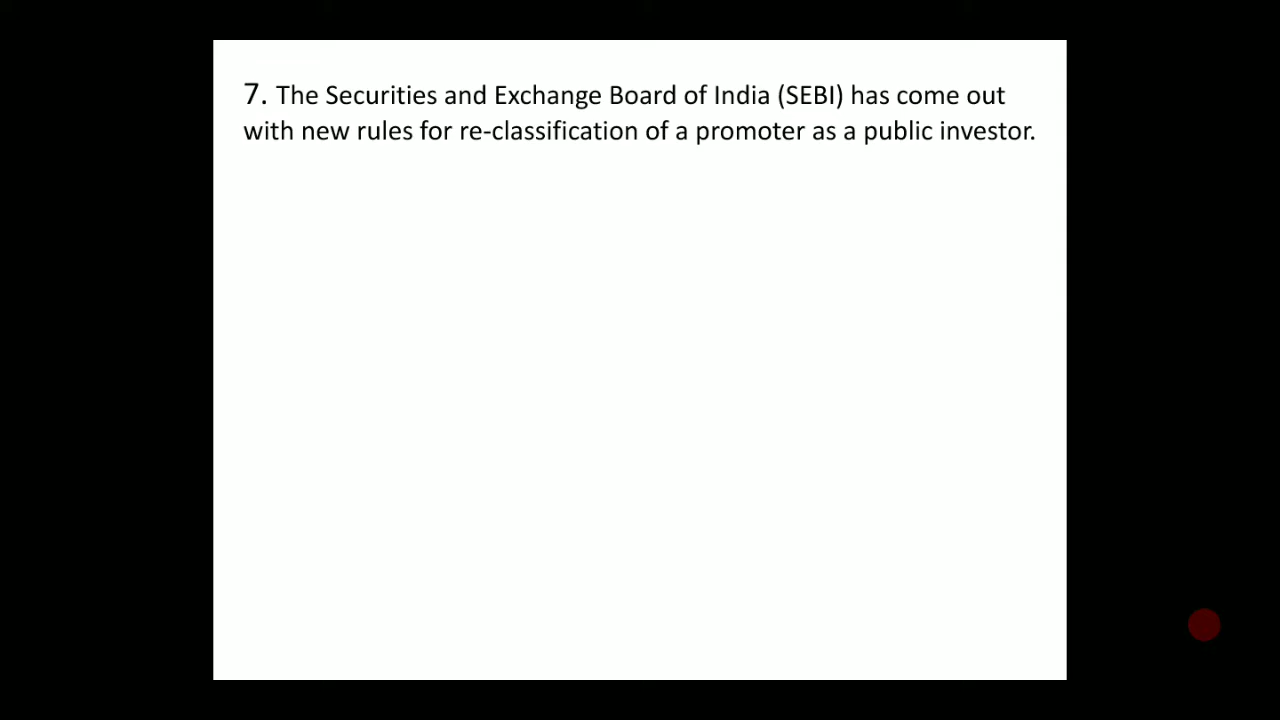 7. The Securities and Exchange Board of India (SEBI) has come out
with new rules for re-classification of a promoter as a public investor.